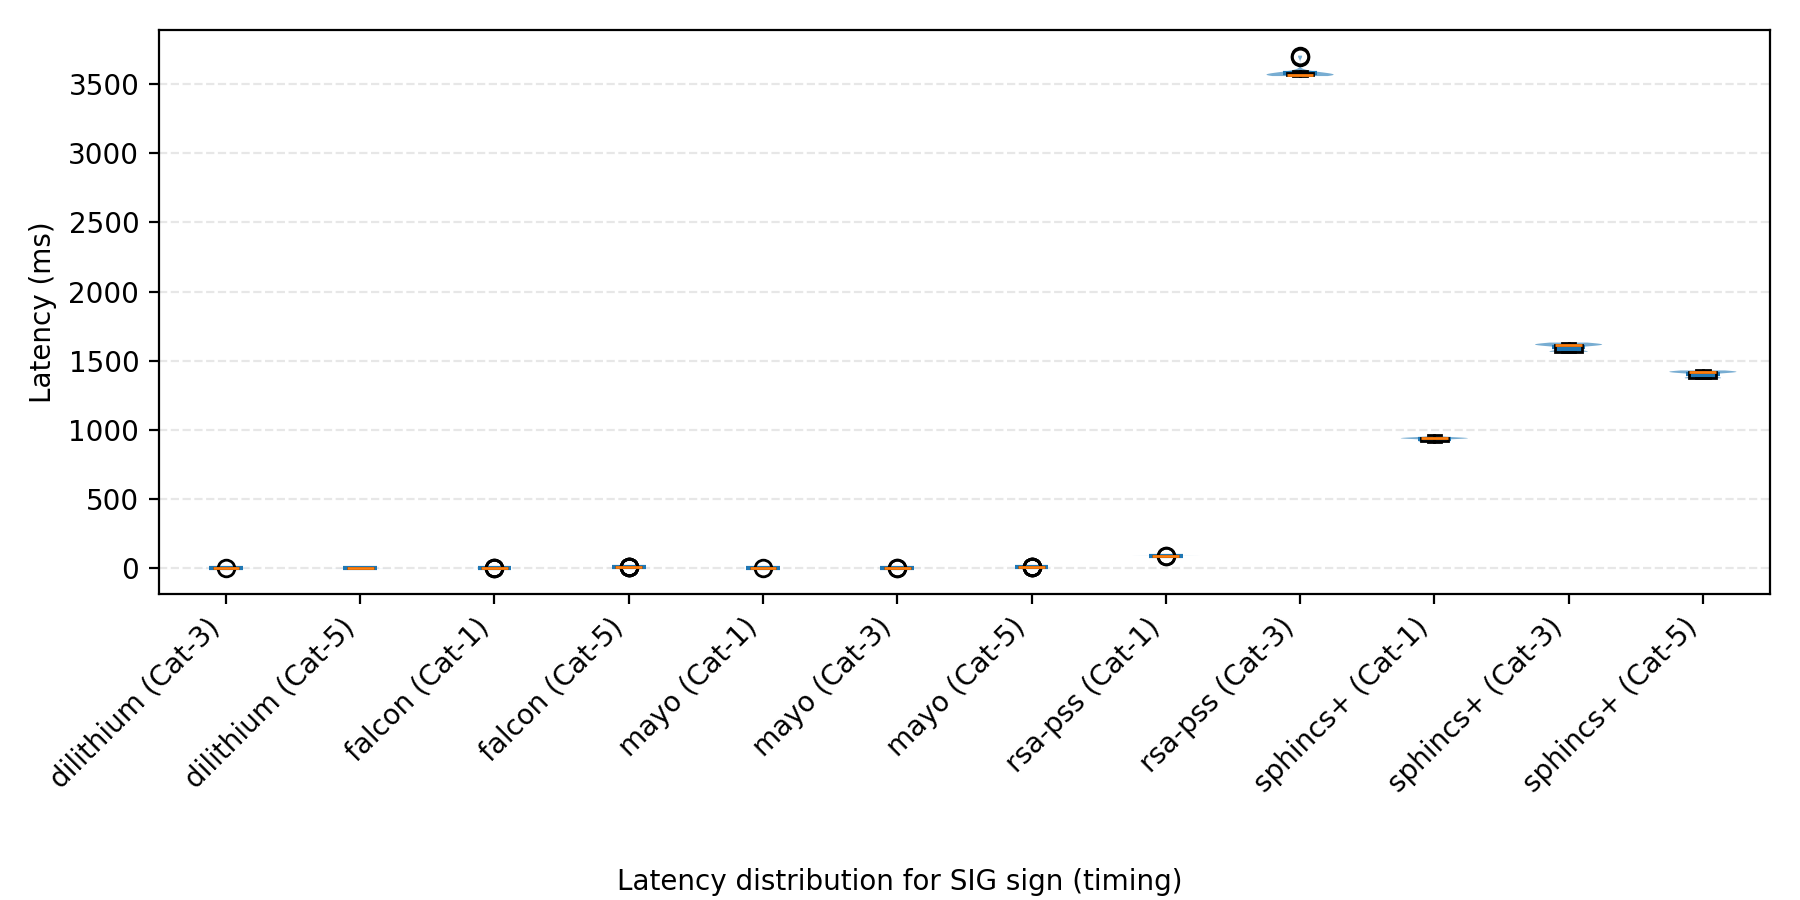 Latency (ms)
3500
3000
2500
2000
1500
1000
500
0
dilithium (Cat-3)
dilithium (Cat-5)
falcon (Cat-1)
falcon (Cat-5)
mayo (Cat-1)
mayo (Cat-3)
mayo (Cat-5)
rsa-pss (Cat-1)
rsa-pss (Cat-3)
sphincs+ (Cat-1)
sphincs+ (Cat-3)
sphincs+ (Cat-5)
Latency distribution for SIG sign (timing)